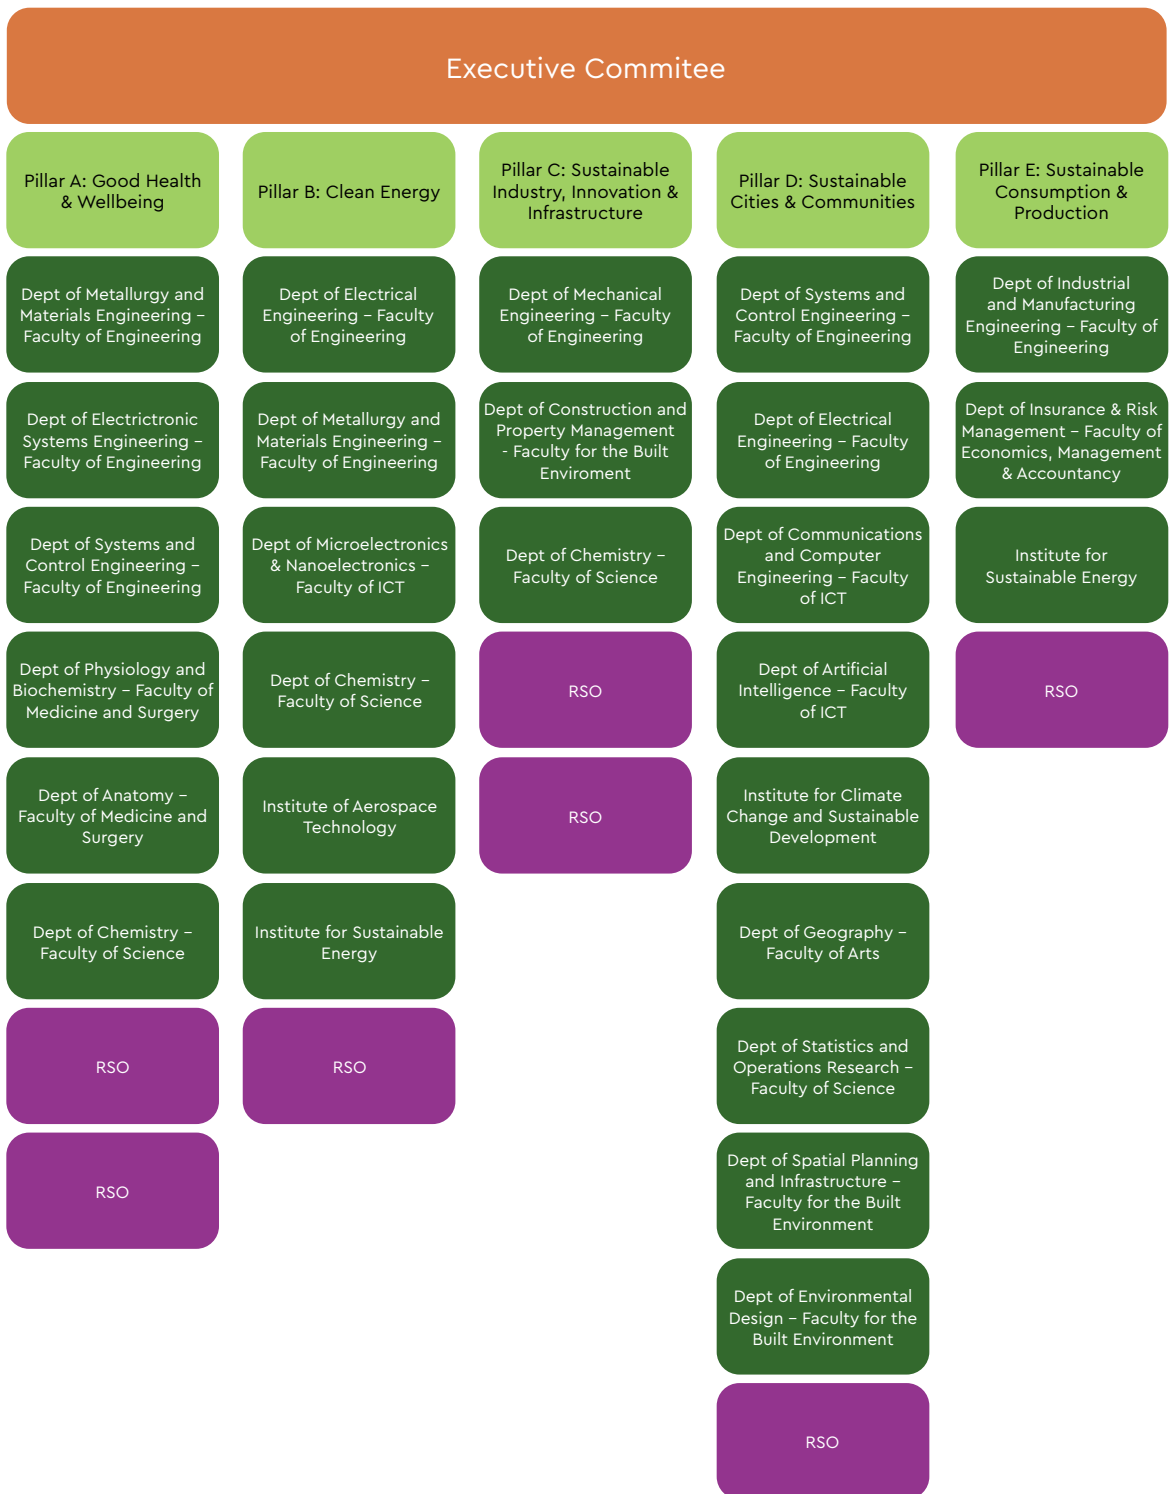 Executive Commitee
Pillar A: Good Health
& Wellbeing
Dept of Metallurgy and
Materials Engineering –
Faculty of Engineering
Dept of Electrictronic
Systems Engineering –
Faculty of Engineering
Dept of Systems and
Control Engineering –
Faculty of Engineering
Dept of Physiology and
Biochemistry – Faculty of
Medicine and Surgery
Dept of Anatomy –
Faculty of Medicine and
Surgery
Dept of Chemistry –
Faculty of Science
RSO
RSO
Pillar B: Clean Energy
Dept of Electrical
Engineering – Faculty
of Engineering
Dept of Metallurgy and
Materials Engineering –
Faculty of Engineering
Dept of Microelectronics
& Nanoelectronics –
Faculty of ICT
Dept of Chemistry –
Faculty of Science
Institute of Aerospace
Technology
Institute for Sustainable
Energy
RSO
Pillar C: Sustainable
Industry, Innovation &
Infrastructure
Dept of Mechanical
Engineering – Faculty
of Engineering
Dept of Construction and
Property Management
- Faculty for the Built
Enviroment
Dept of Chemistry –
Faculty of Science
RSO
RSO
Pillar D: Sustainable
Cities & Communities
Dept of Systems and
Control Engineering –
Faculty of Engineering
Dept of Electrical
Engineering – Faculty
of Engineering
Dept of Communications
and Computer
Engineering – Faculty
of ICT
Dept of Artificial
Intelligence – Faculty
of ICT
Institute for Climate
Change and Sustainable
Development
Dept of Geography –
Faculty of Arts
Dept of Statistics and
Operations Research –
Faculty of Science
Dept of Spatial Planning
and Infrastructure –
Faculty for the Built
Environment
Dept of Environmental
Design – Faculty for the
Built Environment
RSO
Pillar E: Sustainable
Consumption &
Production
Dept of Industrial
and Manufacturing
Engineering – Faculty of
Engineering
Dept of Insurance & Risk
Management – Faculty of
Economics, Management
& Accountancy
Institute for
Sustainable Energy
RSO